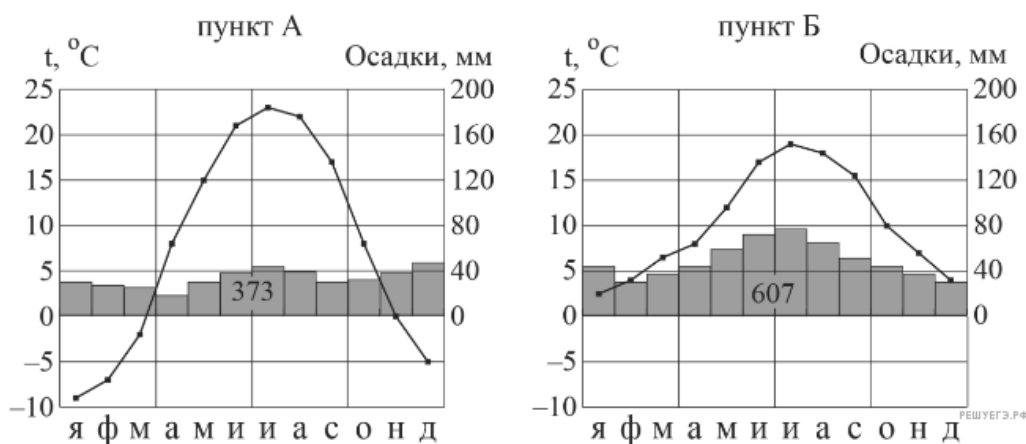 пункт А
t, °C
Осадки, мм
25 200
20 160
15 120
10 80
5 40
0 0
–5
–10
373
я ф м а м и и а с о н д
пункт Б
t, °C
Осадки, мм
25 200
20 160
15 120
10 80
5 40
0 0
–5
–10
607
я ф м а м и и а с о н д
РЕШУЕГЭ.РФ